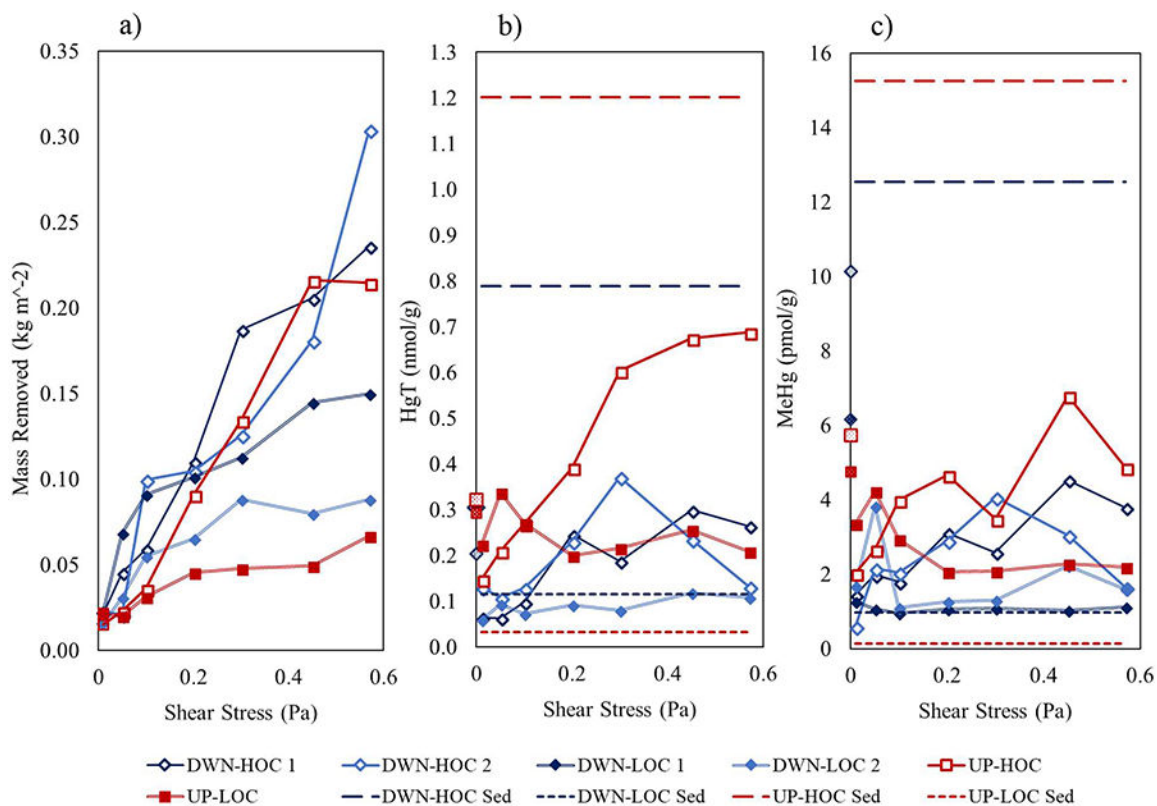 a)
Mass Removed (kg m^-2)
0.35
0.30
0.25
0.20
0.15
0.10
0.05
0.00
0 0.2 0.4 0.6
Shear Stress (Pa)
b)
HgT (nmol/g)
1.3
1.2
1.1
1.0
0.9
0.8
0.7
0.6
0.5
0.4
0.3
0.2
0.1
0.0
0 0.2 0.4 0.6
Shear Stress (Pa)
c)
MeHg (pmol/g)
16
14
12
10
8
6
4
2
0
0 0.2 0.4 0.6
Shear Stress (Pa)
DWN-HOC 1 DWN-HOC 2 DWN-LOC 1 DWN-LOC 2 UP-HOC
UP-LOC DWN-HOC Sed DWN-LOC Sed UP-HOC Sed UP-LOC Sed